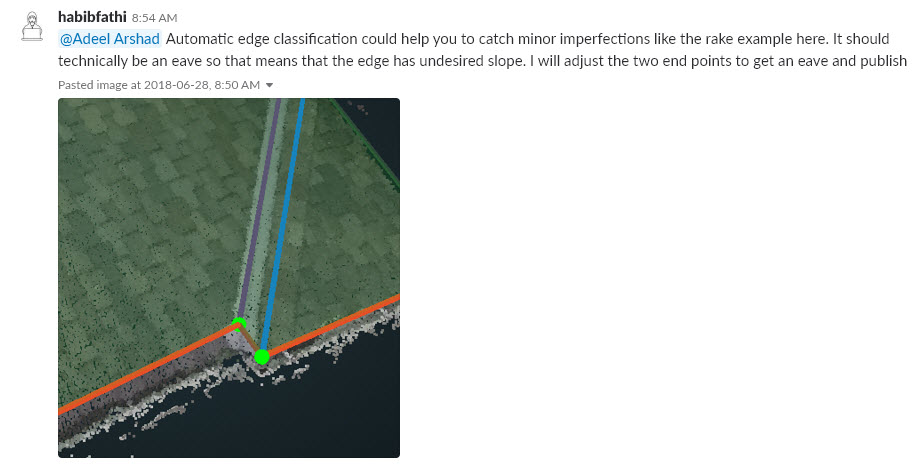 habibfathi 8:54 AM
@Adeel Arshad Automatic edge classification could help you to catch minor imperfections like the rake example here. It should
technically be an eave so that means that the edge has undesired slope. I will adjust the two end points to get an eave and publish
Pasted image at 2018-06-28, 8:50 AM